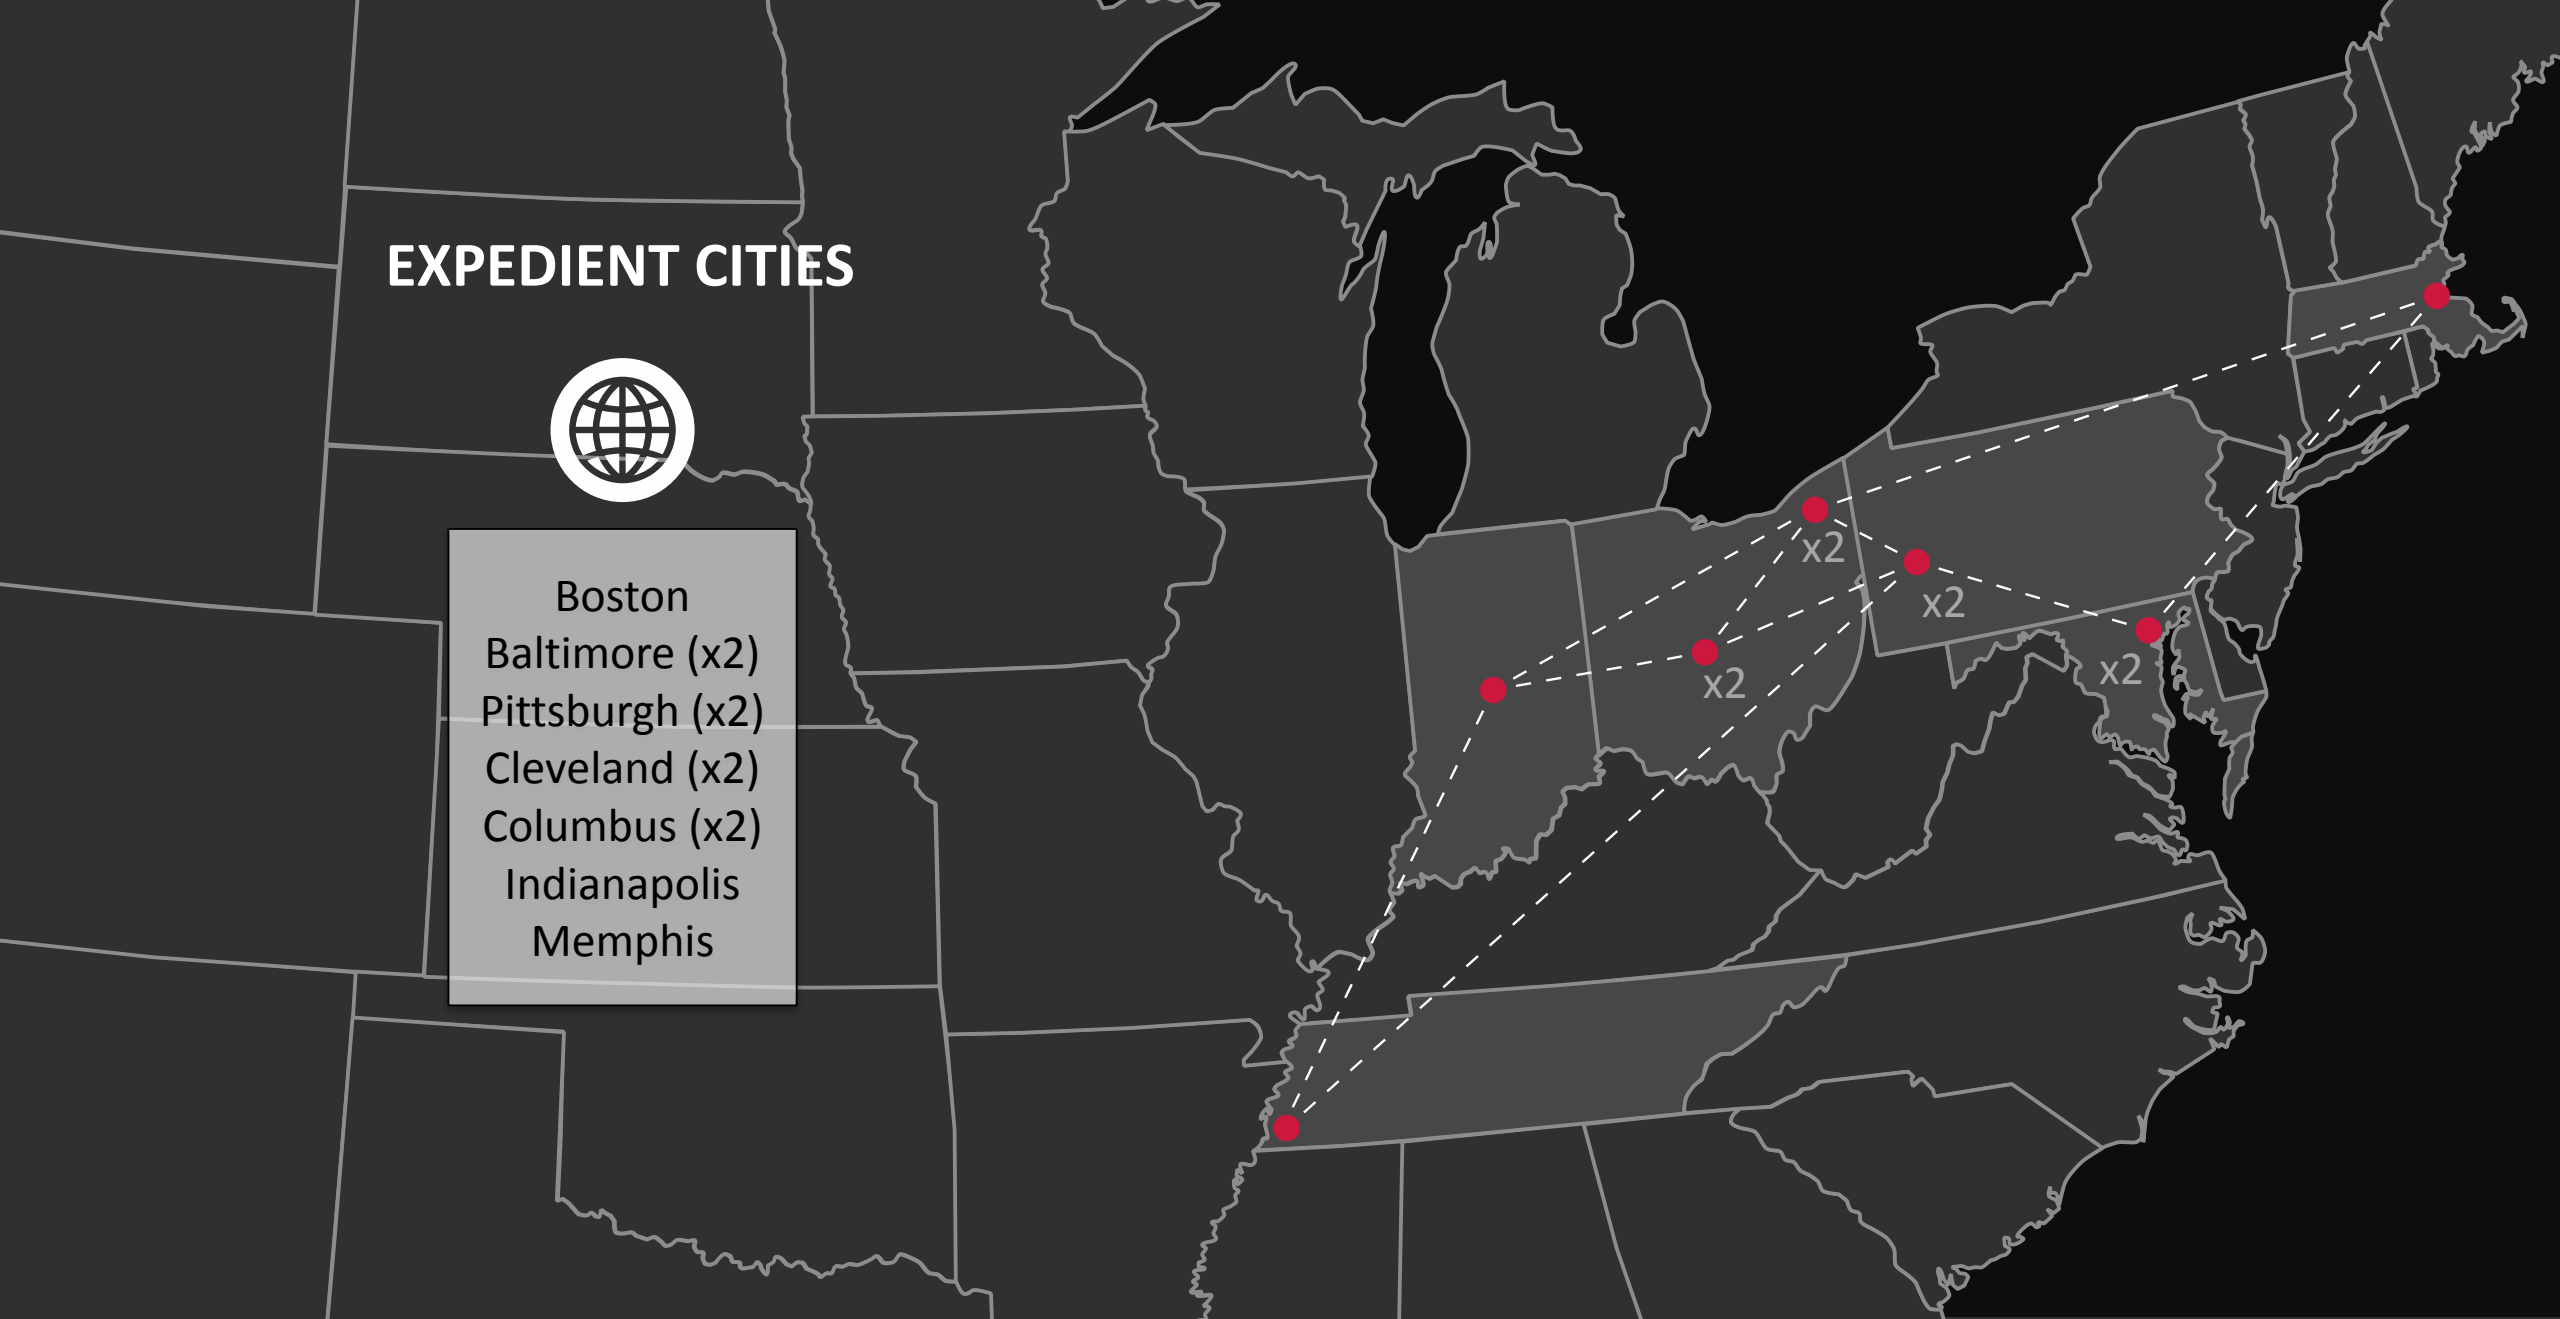 EXPEDIENT CITIES
Boston
Baltimore (x2)
Pittsburgh (x2)
Cleveland (x2)
Columbus (x2)
Indianapolis
Memphis
x2
x2
x2
x2